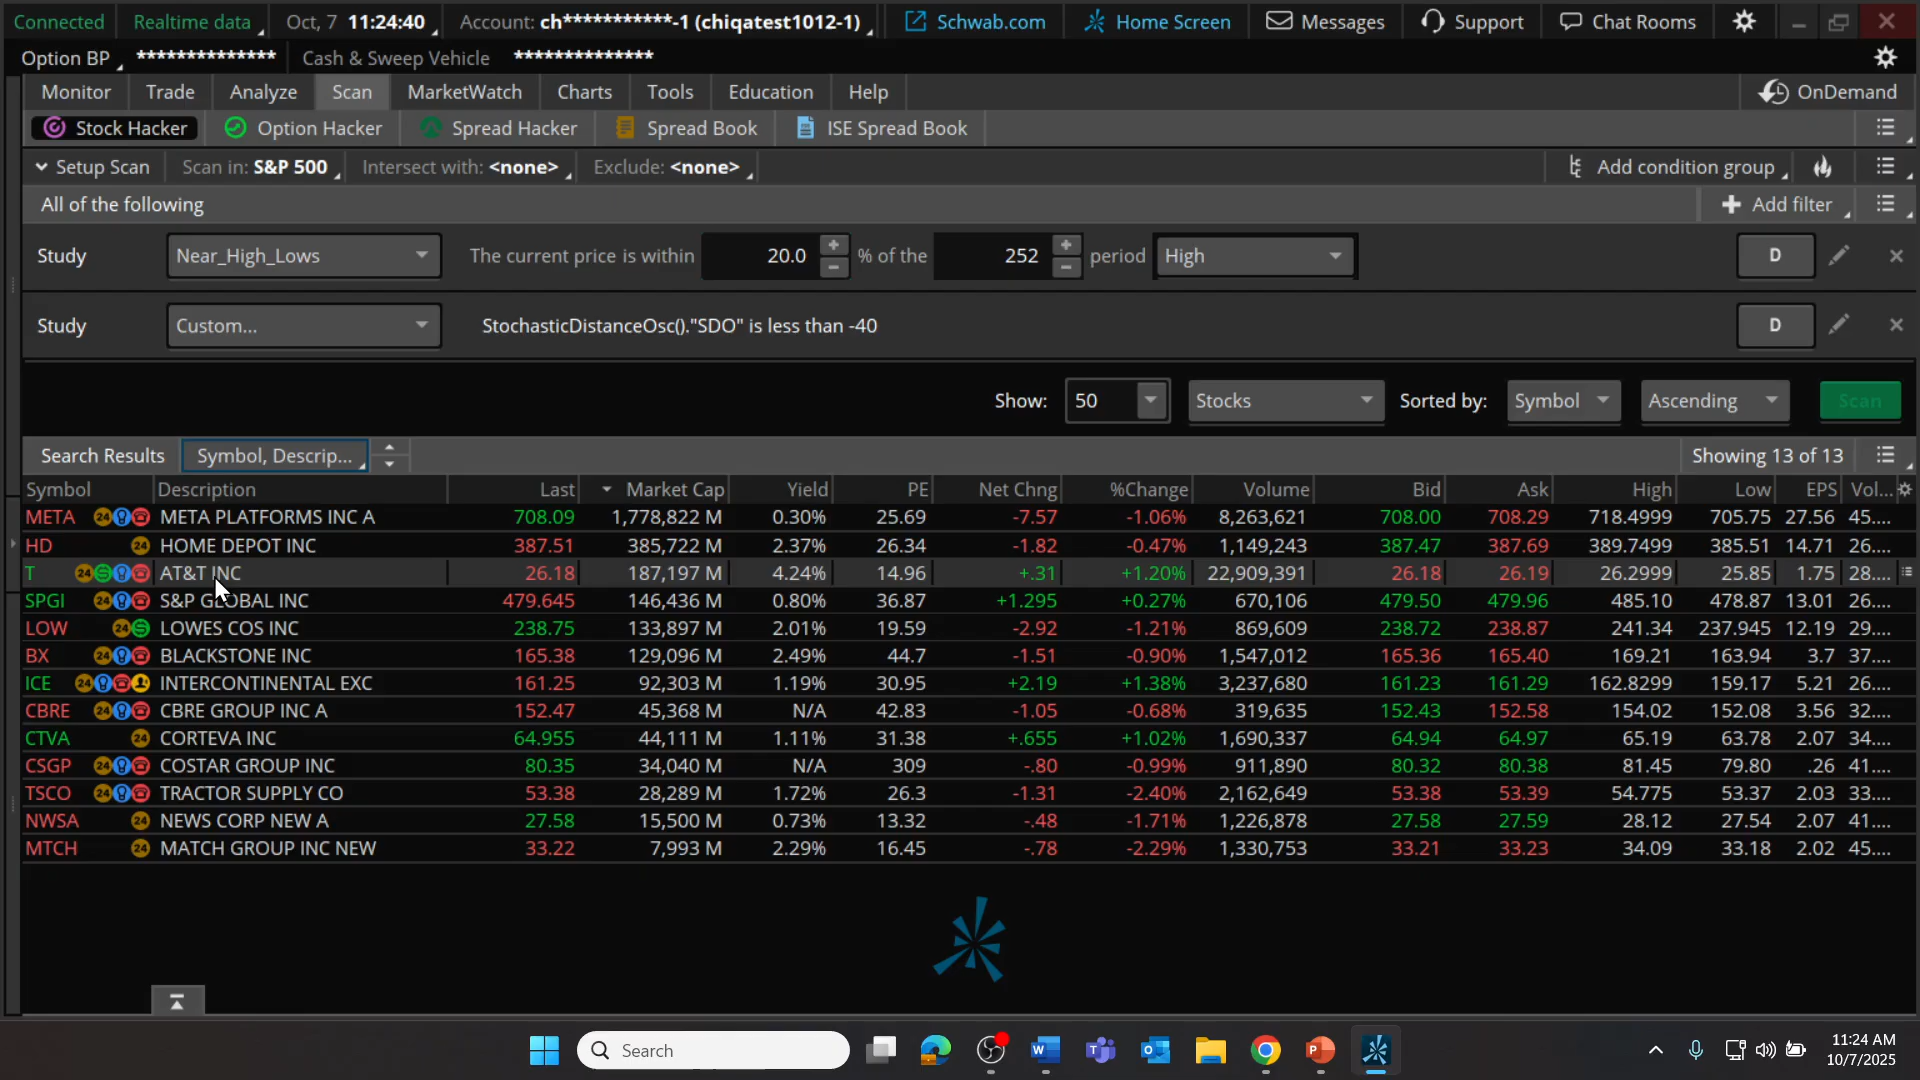 Connected Realtime data Oct, 7 11:24:40 Account: ch***********-1 (chiqatest1012-1) Schwab.com Home Screen Messages Support Chat Rooms
Option BP ************** Cash & Sweep Vehicle **************
Monitor Trade Analyze Scan MarketWatch Charts Tools Education Help OnDemand
Stock Hacker Option Hacker Spread Hacker Spread Book ISE Spread Book
Setup Scan Scan in: S&P 500 Intersect with: <none> Exclude: <none> Add condition group
All of the following Add filter
Study Near_High_Lows The current price is within 20.0 % of the 252 period High D
Study Custom... StochasticDistanceOsc()."SDO" is less than -40 D
Show: 50 Stocks Sorted by: Symbol Ascending Scan
Search Results Symbol, Descrip... Showing 13 of 13
Symbol Description Last Market Cap Yield PE Net Chng %Change Volume Bid Ask High Low EPS Vol...
META 24 META PLATFORMS INC A 708.09 1,778,822 M 0.30% 25.69 -7.57 -1.06% 8,263,621 708.00 708.29 718.4999 705.75 27.56 45....
HD 24 HOME DEPOT INC 387.51 385,722 M 2.37% 26.34 -1.82 -0.47% 1,149,243 387.47 387.69 389.7499 385.51 14.71 26....
T 24 AT&T INC 26.18 187,197 M 4.24% 14.96 +.31 +1.20% 22,909,391 26.18 26.19 26.2999 25.85 1.75 28....
SPGI 24 S&P GLOBAL INC 479.645 146,436 M 0.80% 36.87 +1.295 +0.27% 670,106 479.50 479.96 485.10 478.87 13.01 26....
LOW 24 LOWES COS INC 238.75 133,897 M 2.01% 19.59 -2.92 -1.21% 869,609 238.72 238.87 241.34 237.945 12.19 29....
BX 24 BLACKSTONE INC 165.38 129,096 M 2.49% 44.7 -1.51 -0.90% 1,547,012 165.36 165.40 169.21 163.94 3.7 37....
ICE 24 INTERCONTINENTAL EXC 161.25 92,303 M 1.19% 30.95 +2.19 +1.38% 3,237,680 161.23 161.29 162.8299 159.17 5.21 26....
CBRE 24 CBRE GROUP INC A 152.47 45,368 M N/A 42.83 -1.05 -0.68% 319,635 152.43 152.58 154.02 152.08 3.56 32....
CTVA 24 CORTEVA INC 64.955 44,111 M 1.11% 31.38 +.655 +1.02% 1,690,337 64.94 64.97 65.19 63.78 2.07 34....
CSGP 24 COSTAR GROUP INC 80.35 34,040 M N/A 309 -.80 -0.99% 911,890 80.32 80.38 81.45 79.80 .26 41....
TSCO 24 TRACTOR SUPPLY CO 53.38 28,289 M 1.72% 26.3 -1.31 -2.40% 2,162,649 53.38 53.39 54.775 53.37 2.03 33....
NWSA 24 NEWS CORP NEW A 27.58 15,500 M 0.73% 13.32 -.48 -1.71% 1,226,878 27.58 27.59 28.12 27.54 2.07 41....
MTCH 24 MATCH GROUP INC NEW 33.22 7,993 M 2.29% 16.45 -.78 -2.29% 1,330,753 33.21 33.23 34.09 33.18 2.02 45....
Search 11:24 AM
10/7/2025